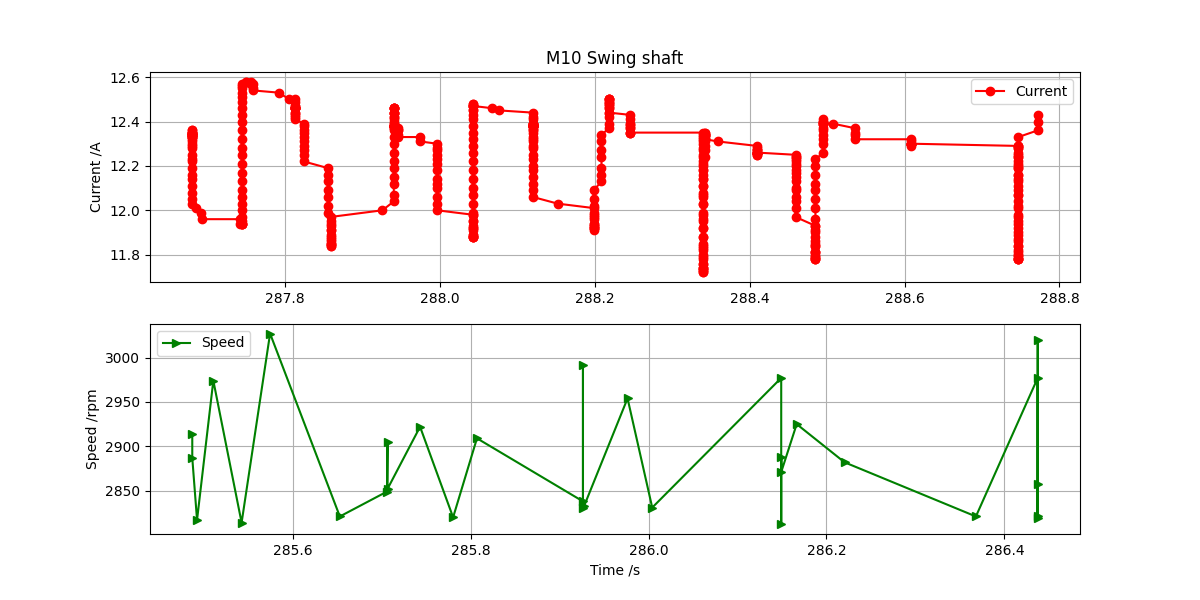 M10 Swing shaft
Current /A
12.6
12.4
12.2
12.0
11.8
Current
287.8 288.0 288.2 288.4 288.6 288.8
Speed /rpm
3000
2950
2900
2850
Speed
285.6 285.8 286.0 286.2 286.4
Time /s